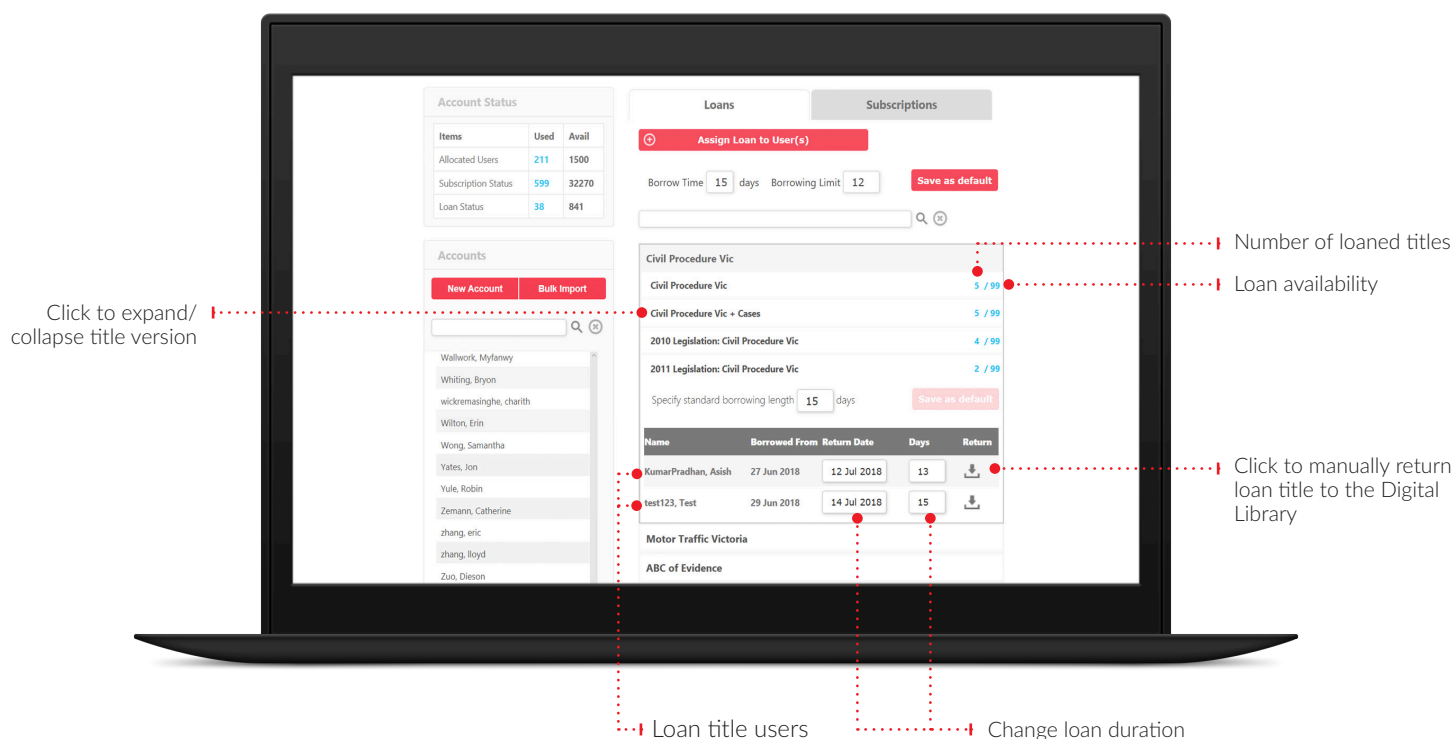 Account Status
Items Used Avail
Allocated Users 211 1500
Subscription Status 599 32270
Loan Status 38 841
Accounts
New Account Bulk Import
Wallwork, Myfanwy
Whiting, Bryon
wickremasinghe, charith
Wilton, Erin
Wong, Samantha
Yates, Jon
Yule, Robin
Zemann, Catherine
zhang, eric
zhang, lloyd
Zuo, Dieson
Loans Subscriptions
Assign Loan to User(s)
Borrow Time 15 days Borrowing Limit 12 Save as default
Civil Procedure Vic
Civil Procedure Vic 5 / 99
Civil Procedure Vic + Cases 5 / 99
2010 Legislation: Civil Procedure Vic 4 / 99
2011 Legislation: Civil Procedure Vic 2 / 99
Specify standard borrowing length 15 days Save as default
Name Borrowed From Return Date Days Return
KumarPradhan, Asish 27 Jun 2018 12 Jul 2018 13
test123, Test 29 Jun 2018 14 Jul 2018 15
Motor Traffic Victoria
ABC of Evidence
Click to expand/
collapse title version
Number of loaned titles
Loan availability
Click to manually return
loan title to the Digital
Library
Loan title users
Change loan duration